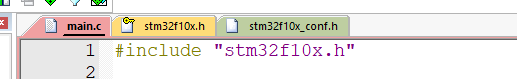 main.c stm32f10x.h stm32f10x_conf.h
1 #include "stm32f10x.h"
2